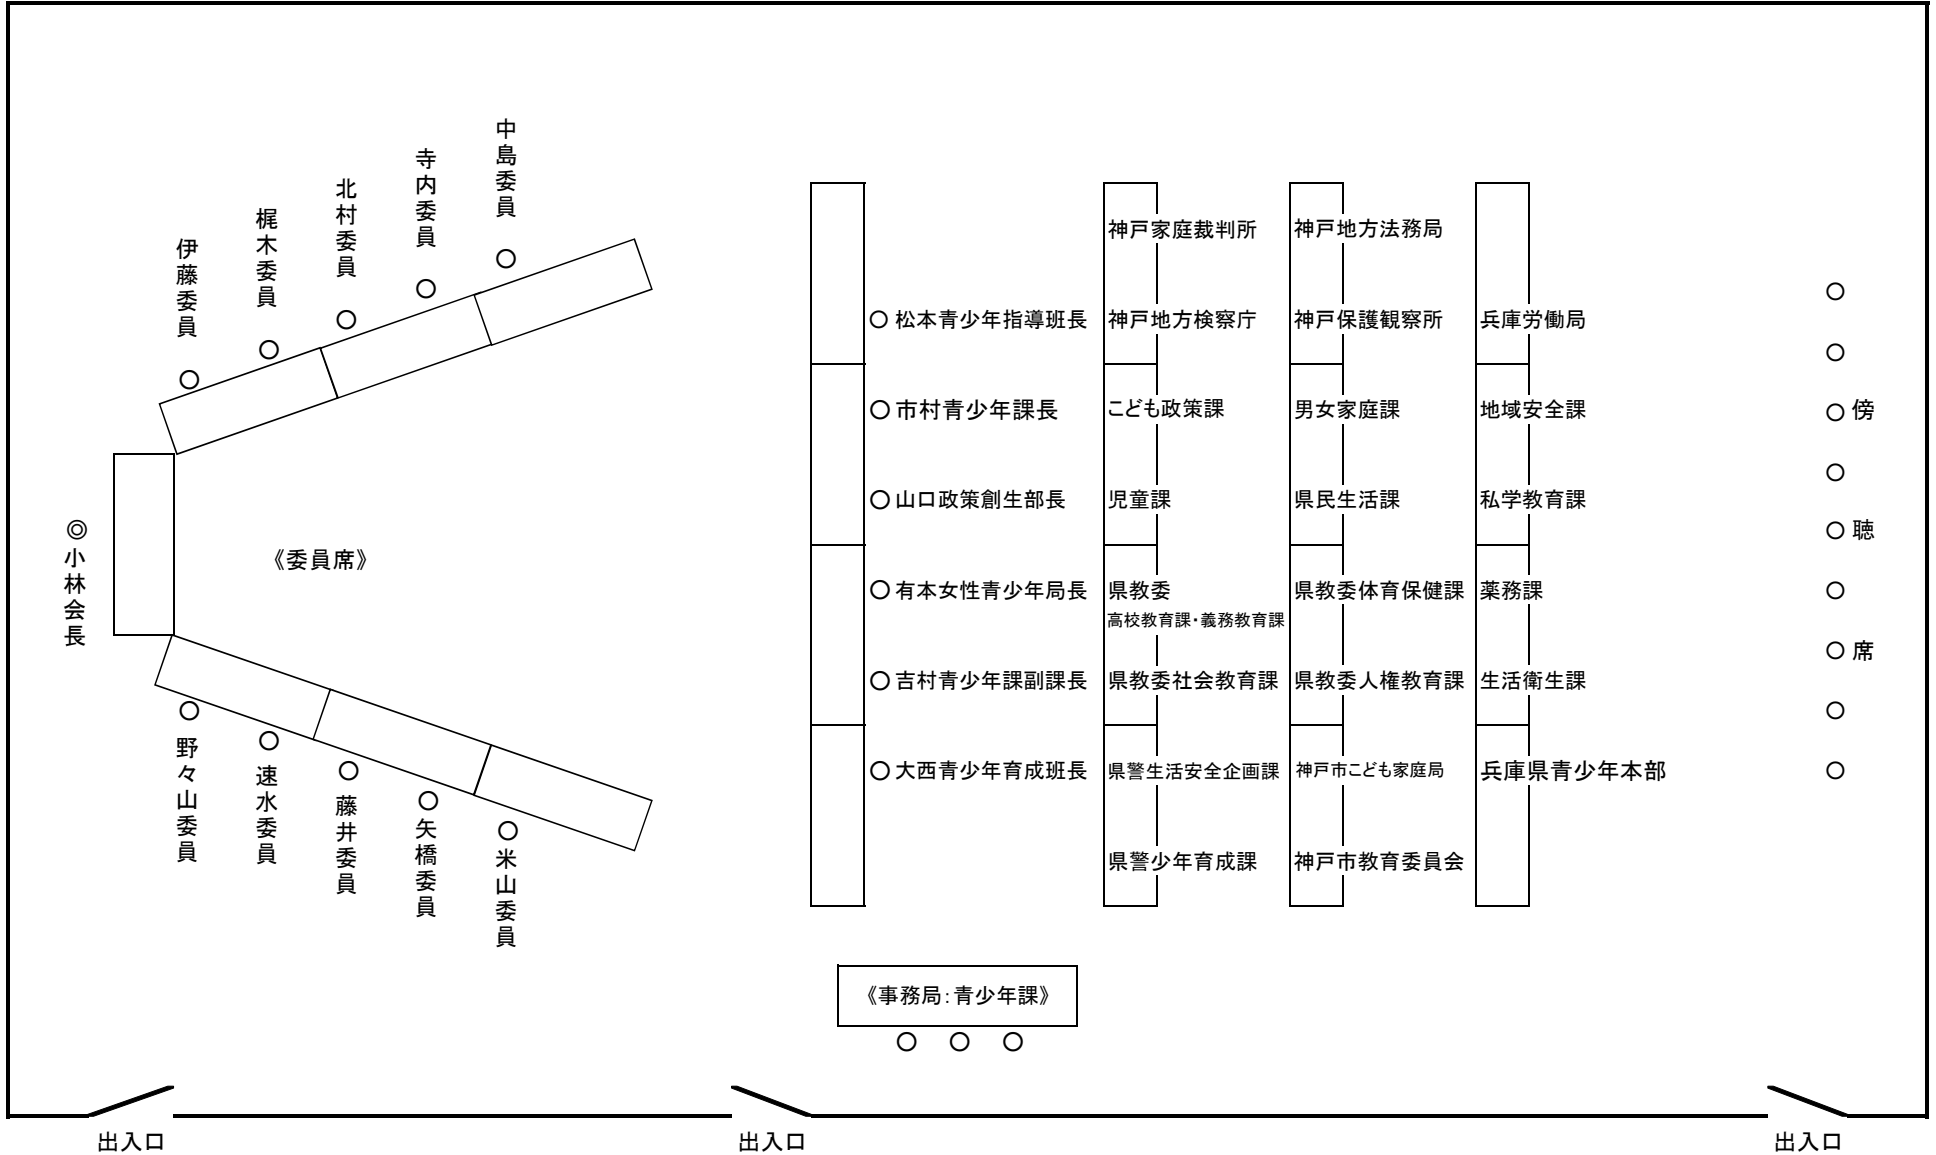 中島委員
寺内委員
北村委員
梶木委員
伊藤委員
◎小林会長
《委員席》
野々山委員
速水委員
藤井委員
矢橋委員
米山委員
○松本青少年指導班長
○市村青少年課長
○山口政策創生部長
○有本女性青少年局長
○吉村青少年課副課長
○大西青少年育成班長
神戸家庭裁判所
神戸地方検察庁
こども政策課
児童課
県教委
高校教育課・義務教育課
県教委社会教育課
県警生活安全企画課
県警少年育成課
神戸地方法務局
神戸保護観察所
男女家庭課
県民生活課
県教委体育保健課
県教委人権教育課
神戸市こども家庭局
神戸市教育委員会
兵庫労働局
地域安全課
私学教育課
薬務課
生活衛生課
兵庫県青少年本部
傍聴席
《事務局：青少年課》
出入口
出入口
出入口